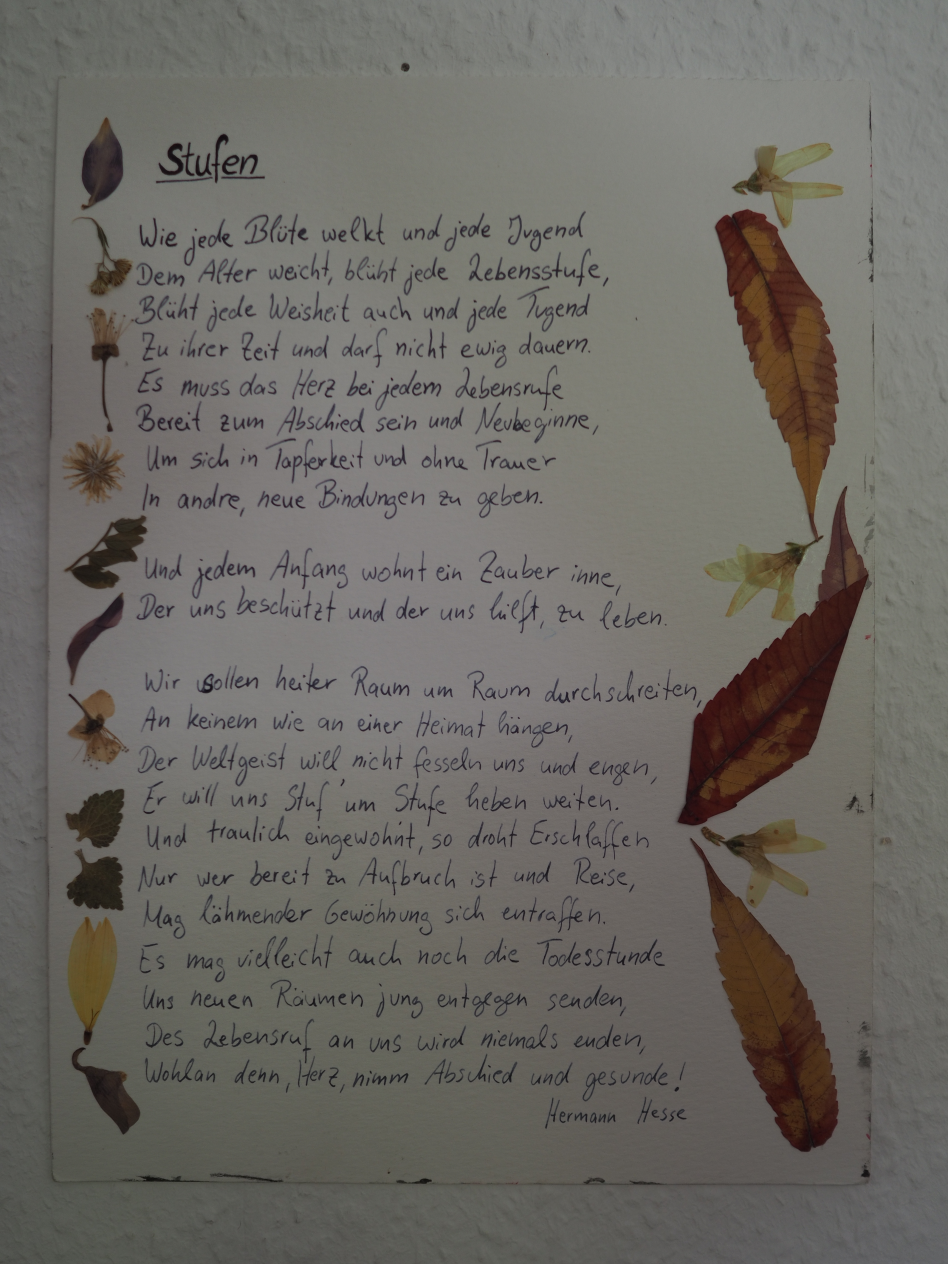 Stufen
Wie jede Blüte welkt und jede Jugend
Dem Alter weicht, blüht jede Lebensstufe,
Blüht jede Weisheit auch und jede Tugend
Zu ihrer Zeit und darf nicht ewig dauern.
Es muss das Herz bei jedem Lebensrufe
Bereit zum Abschied sein und Neubeginne,
Um sich in Tapferkeit und ohne Trauer
In andre, neue Bindungen zu geben.
Und jedem Anfang wohnt ein Zauber inne,
Der uns beschützt und der uns hilft, zu leben.
Wir sollen heiter Raum um Raum durchschreiten,
An keinem wie an einer Heimat hängen,
Der Weltgeist will nicht fesseln uns und engen,
Er will uns Stuf' um Stufe heben weiten.
Und traulich eingewohnt, so droht Erschlaffen
Nur wer bereit zu Aufbruch ist und Reise,
Mag lähmender Gewöhnung sich entraffen.
Es mag vielleicht auch noch die Todesstunde
Uns neuen Räumen jung entgegen senden,
Des Lebensruf an uns wird niemals enden,
Wohlan denn, Herz, nimm Abschied und gesunde!
Hermann Hesse